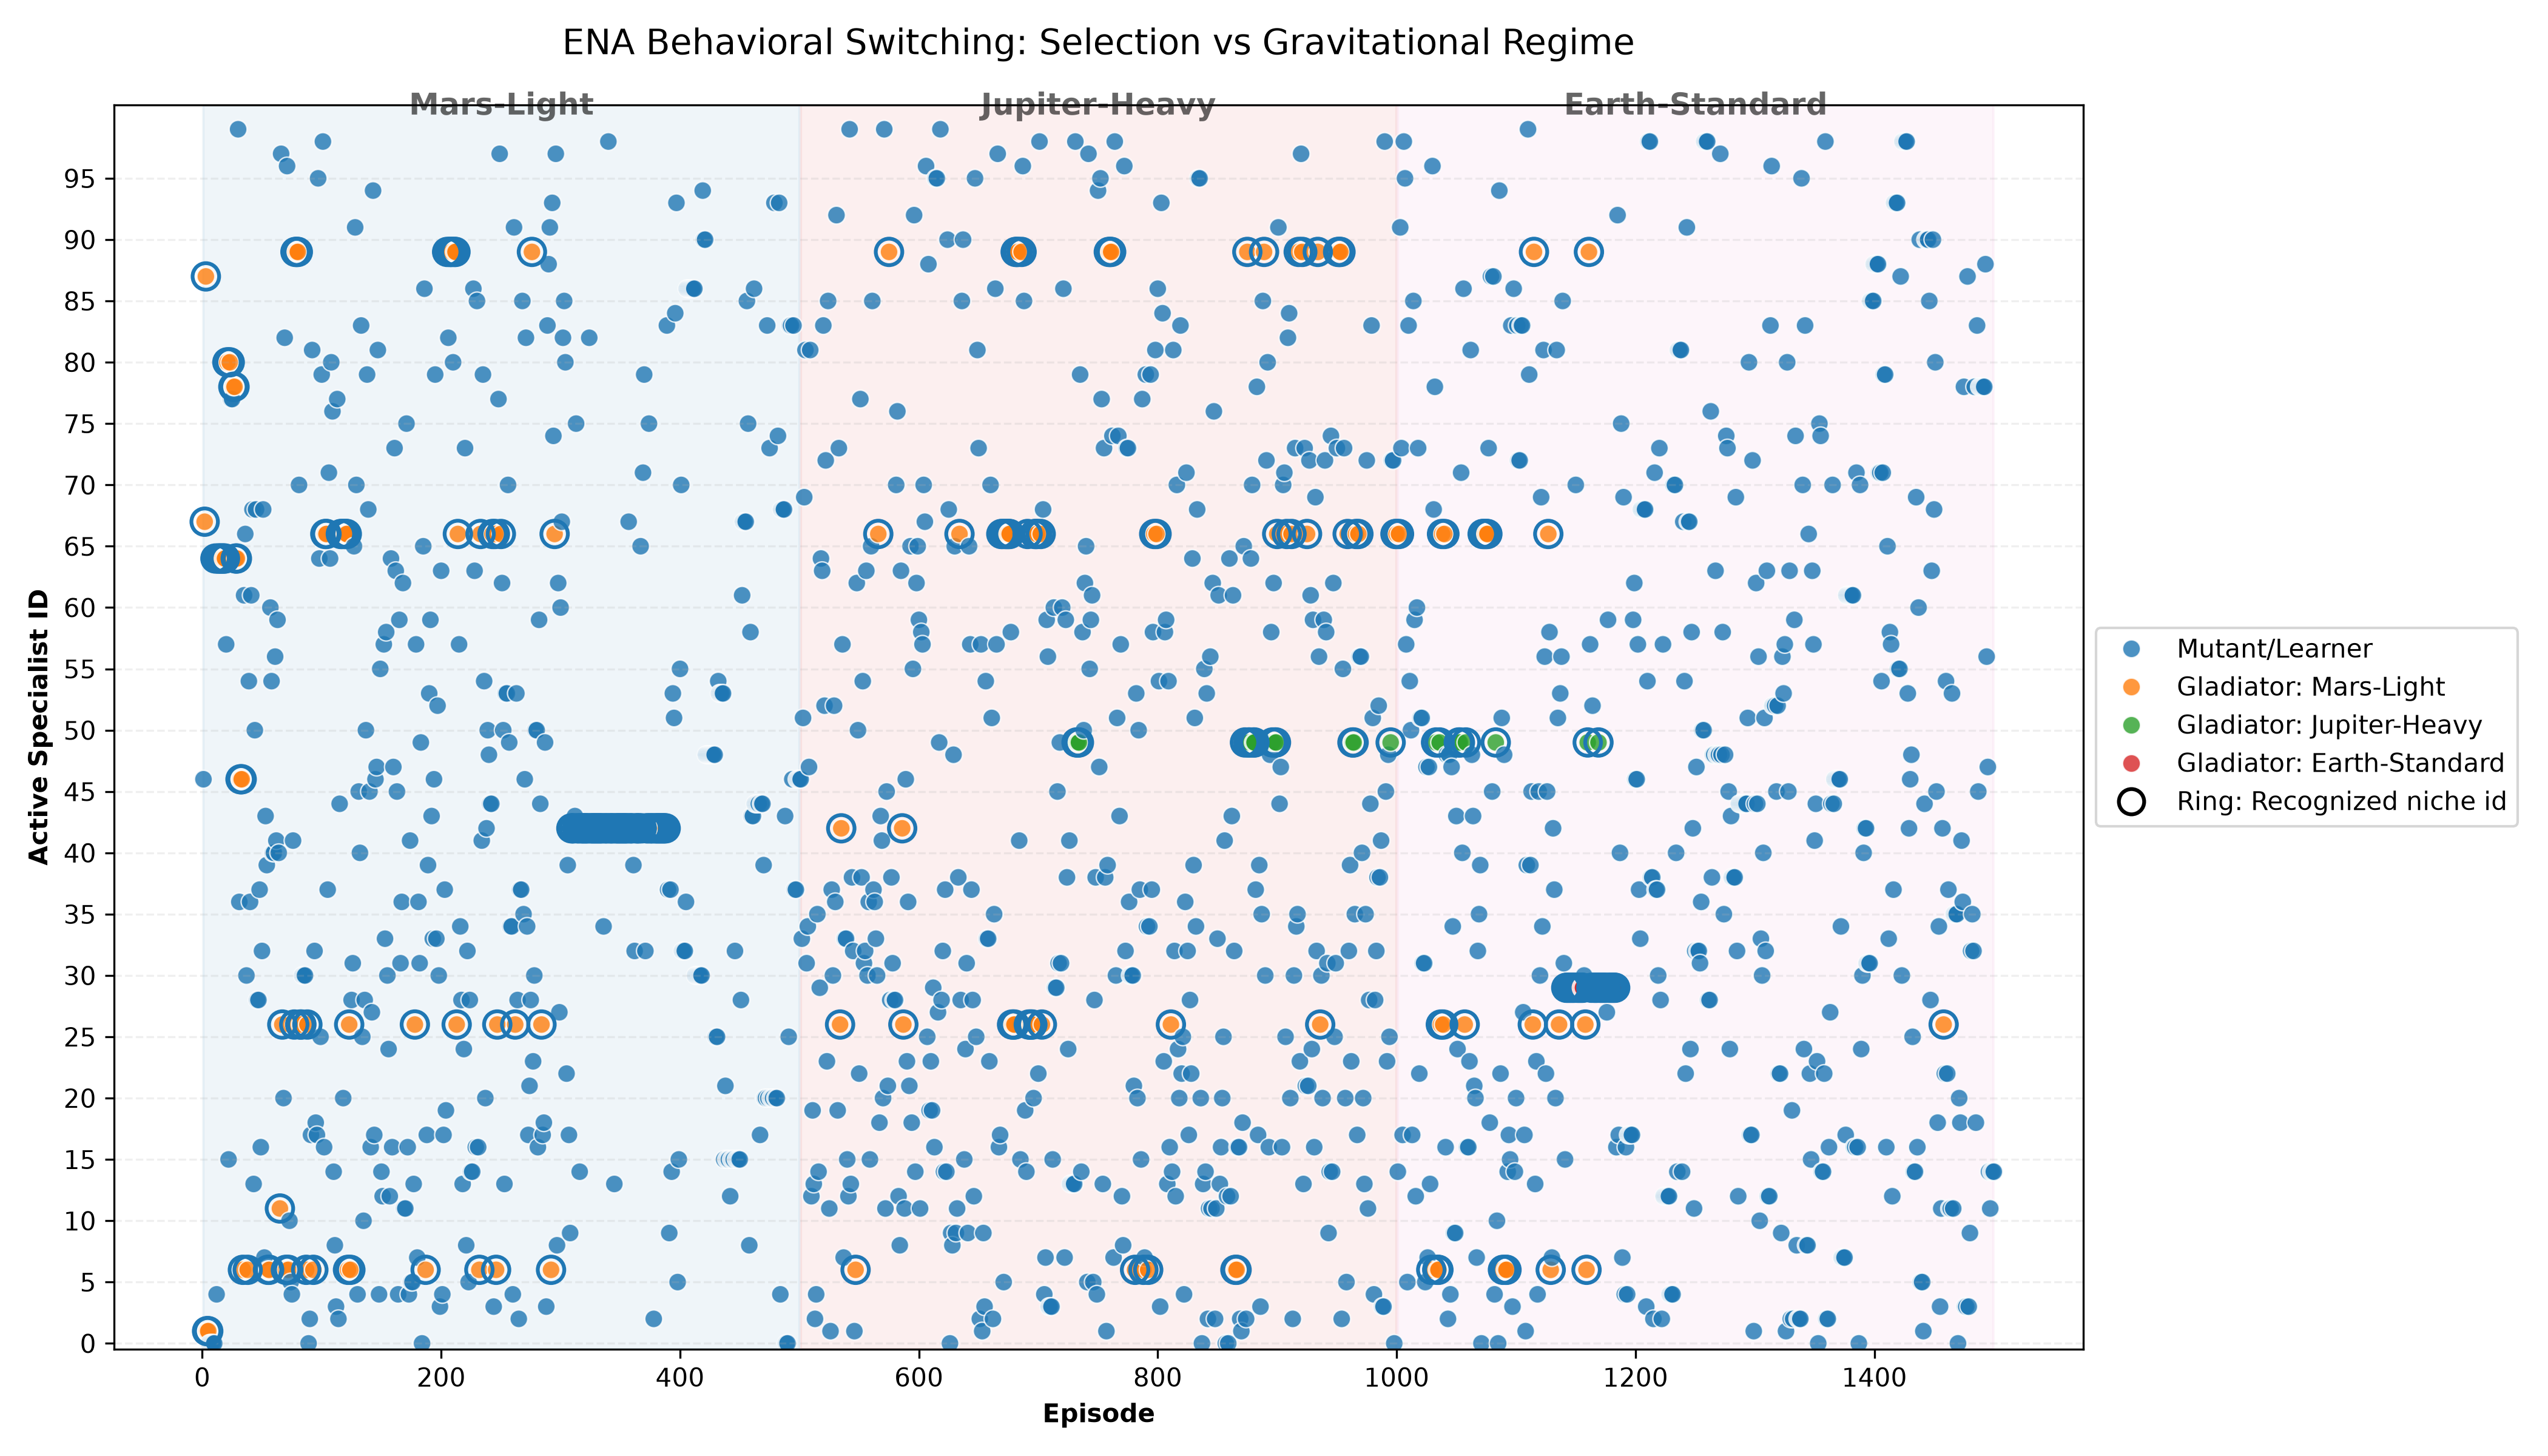 ENA Behavioral Switching: Selection vs Gravitational Regime
Mars-Light
Jupiter-Heavy
Earth-Standard
Active Specialist ID
95
90
85
80
75
70
65
60
55
50
45
40
35
30
25
20
15
10
5
0
0 200 400 600 800 1000 1200 1400
Episode
Mutant/Learner
Gladiator: Mars-Light
Gladiator: Jupiter-Heavy
Gladiator: Earth-Standard
Ring: Recognized niche id